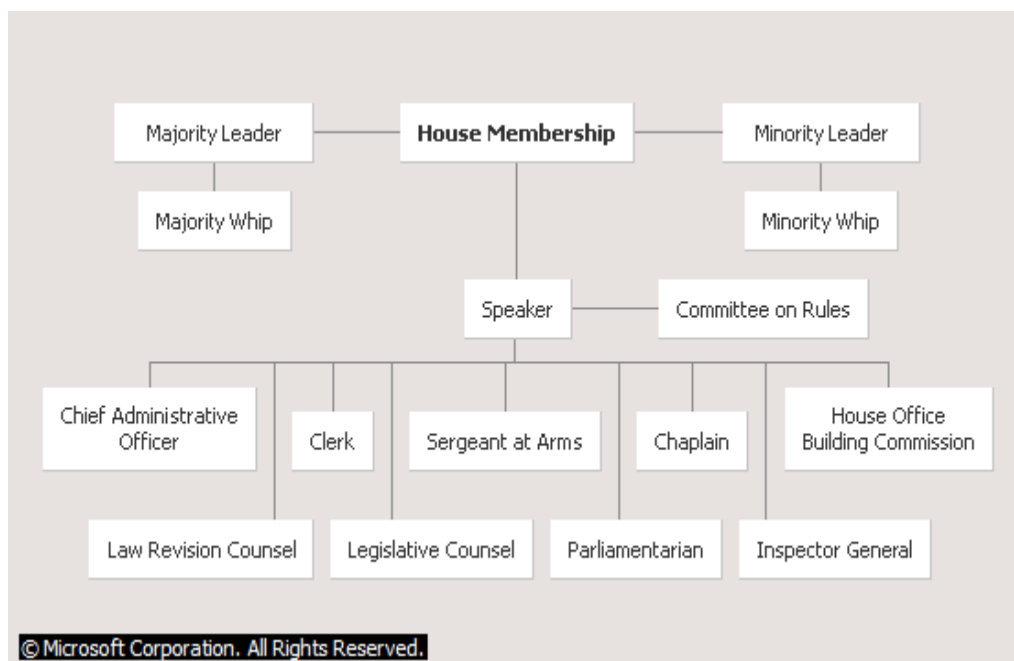 Majority Leader
House Membership
Minority Leader
Majority Whip
Minority Whip
Speaker
Committee on Rules
Chief Administrative
Officer
Clerk
Sergeant at Arms
Chaplain
House Office
Building Commission
Law Revision Counsel
Legislative Counsel
Parliamentarian
Inspector General
© Microsoft Corporation. All Rights Reserved.